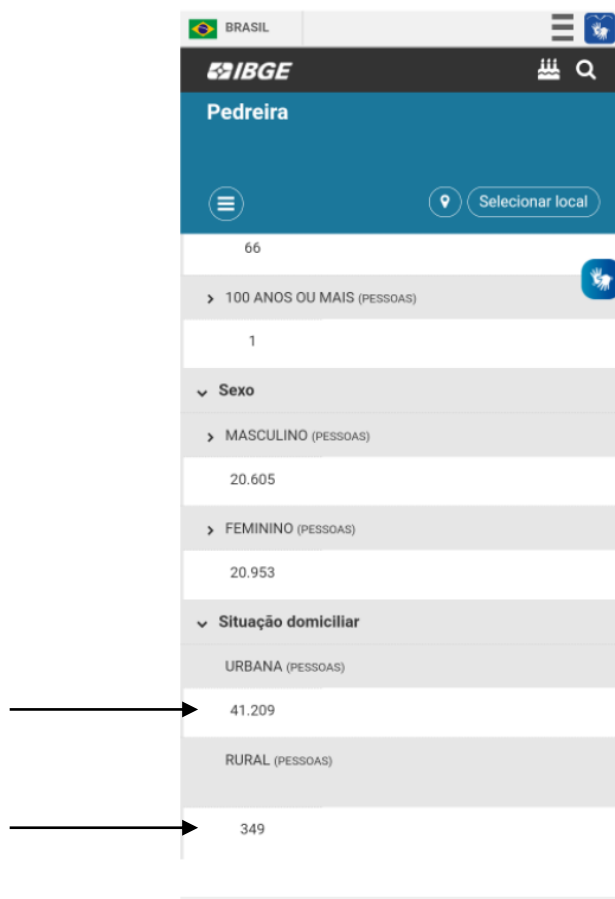 BRASIL
IBGE
Pedreira
Selecionar local
66
100 ANOS OU MAIS (PESSOAS)
1
Sexo
MASCULINO (PESSOAS)
20.605
FEMININO (PESSOAS)
20.953
Situação domiciliar
URBANA (PESSOAS)
41.209
RURAL (PESSOAS)
349